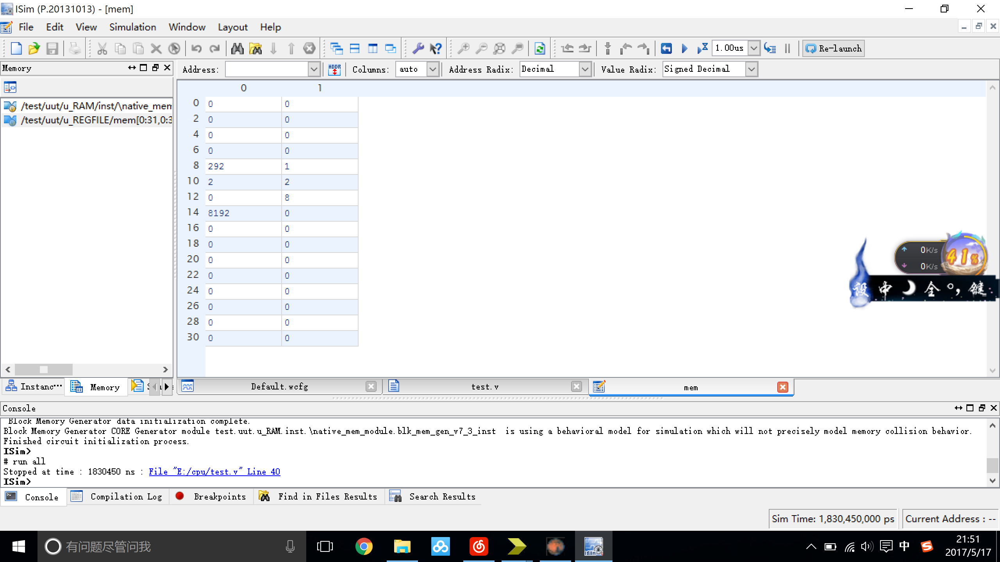 ISim (P.20131013) - [mem]
File Edit View Simulation Window Layout Help
1.00us Re-launch
Memory
Address: Columns: auto Address Radix: Decimal Value Radix: Signed Decimal
/test/uut/u_RAM/inst/\native_mem
/test/uut/u_REGFILE/mem[0:31,0:3
0 1
0 0 0
2 0 0
4 0 0
6 0 0
8 292 1
10 2 2
12 0 8
14 8192 0
16 0 0
18 0 0
20 0 0
22 0 0
24 0 0
26 0 0
28 0 0
30 0 0
0K/s
0K/s
41%
设 中 全 °, 键
Instanc... Memory
Default.wcfg test.v mem
Console
Block Memory Generator data initialization complete.
Block Memory Generator CORE Generator module test.uut.u_RAM.inst.\native_mem_module.blk_mem_gen_v7_3_inst is using a behavioral model for simulation which will not precisely model memory collision behavior.
Finished circuit initialization process.
ISim>
# run all
Stopped at time : 1830450 ns : File "E:/cpu/test.v" Line 40
ISim>
Console Compilation Log Breakpoints Find in Files Results Search Results
Sim Time: 1,830,450,000 ps Current Address : --
有问题尽管问我
ISim
中
21:51
2017/5/17